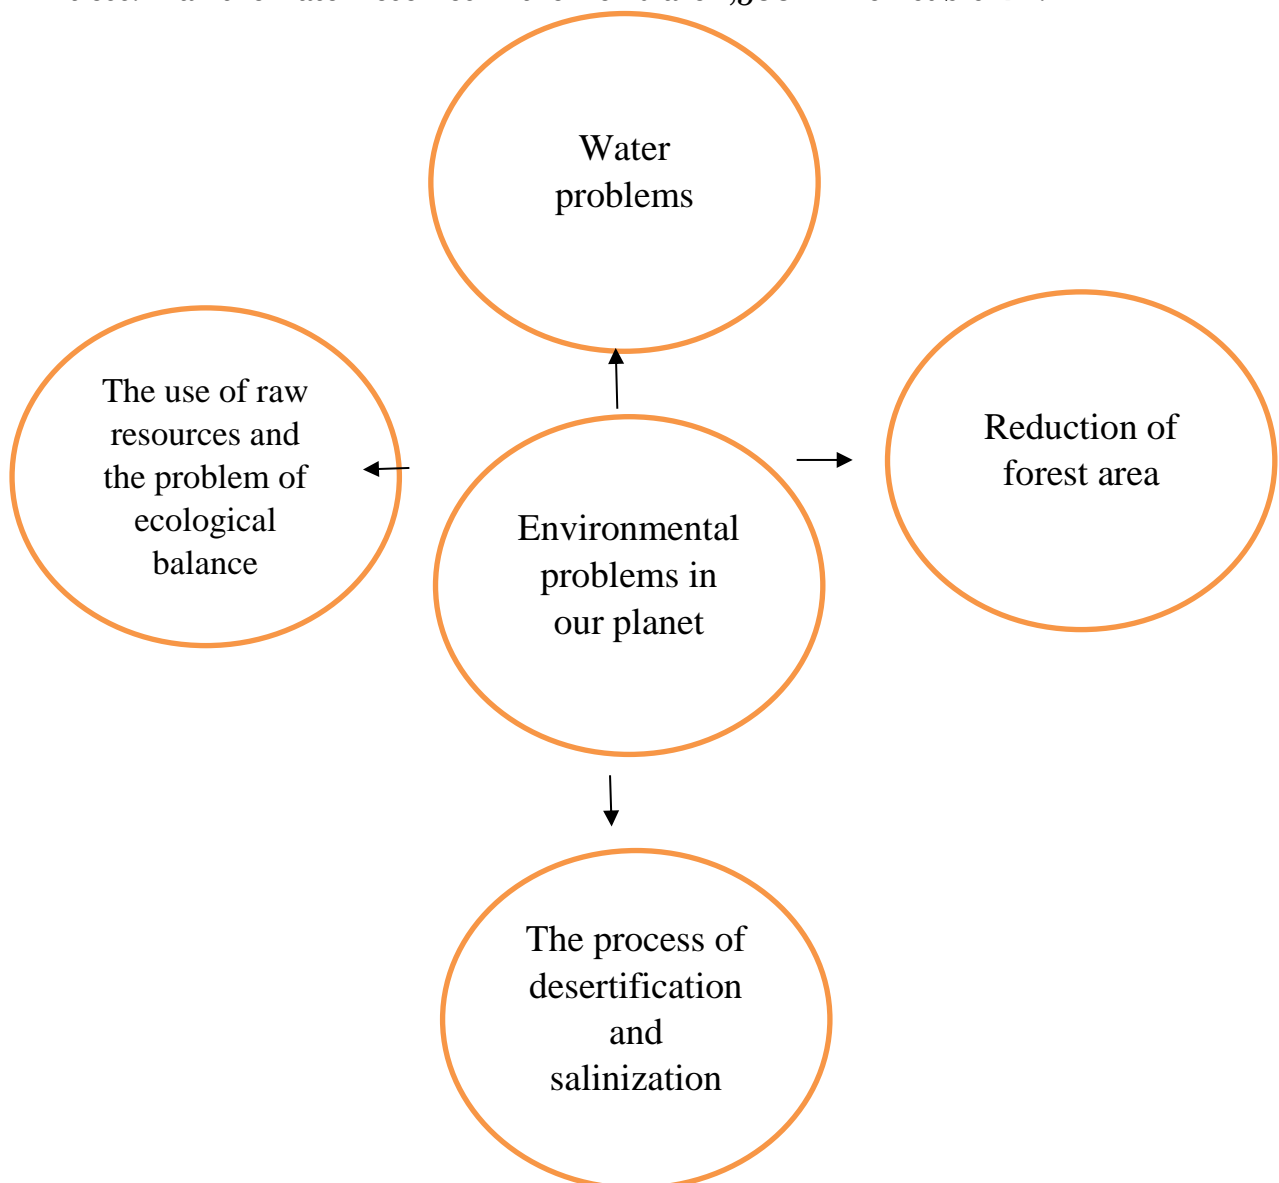 Water
problems
The use of raw
resources and
the problem of
ecological
balance
Reduction of
forest area
Environmental
problems in
our planet
The process of
desertification
and
salinization